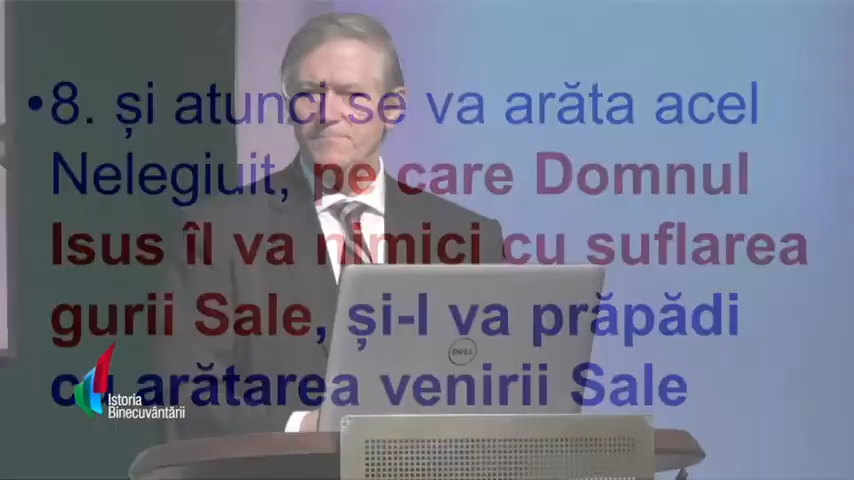 •8. și atunci se va arăta acel
Nelegiuit, pe care Domnul
Isus îl va nimici cu suflarea
gurii Sale, și-l va prăpădi
cu arătarea venirii Sale
DELL
Istoria
Binecuvântării